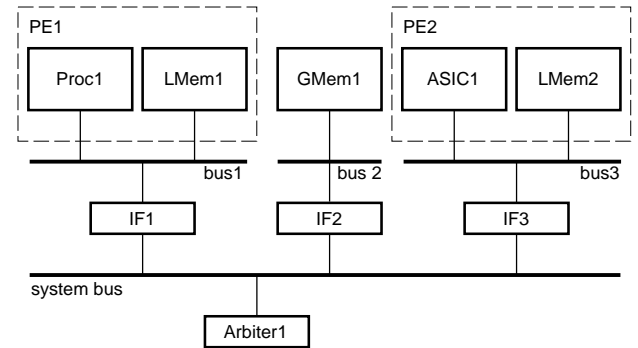 PE1
PE2
Proc1
LMem1
GMem1
ASIC1
LMem2
bus1
bus 2
bus3
IF1
IF2
IF3
system bus
Arbiter1